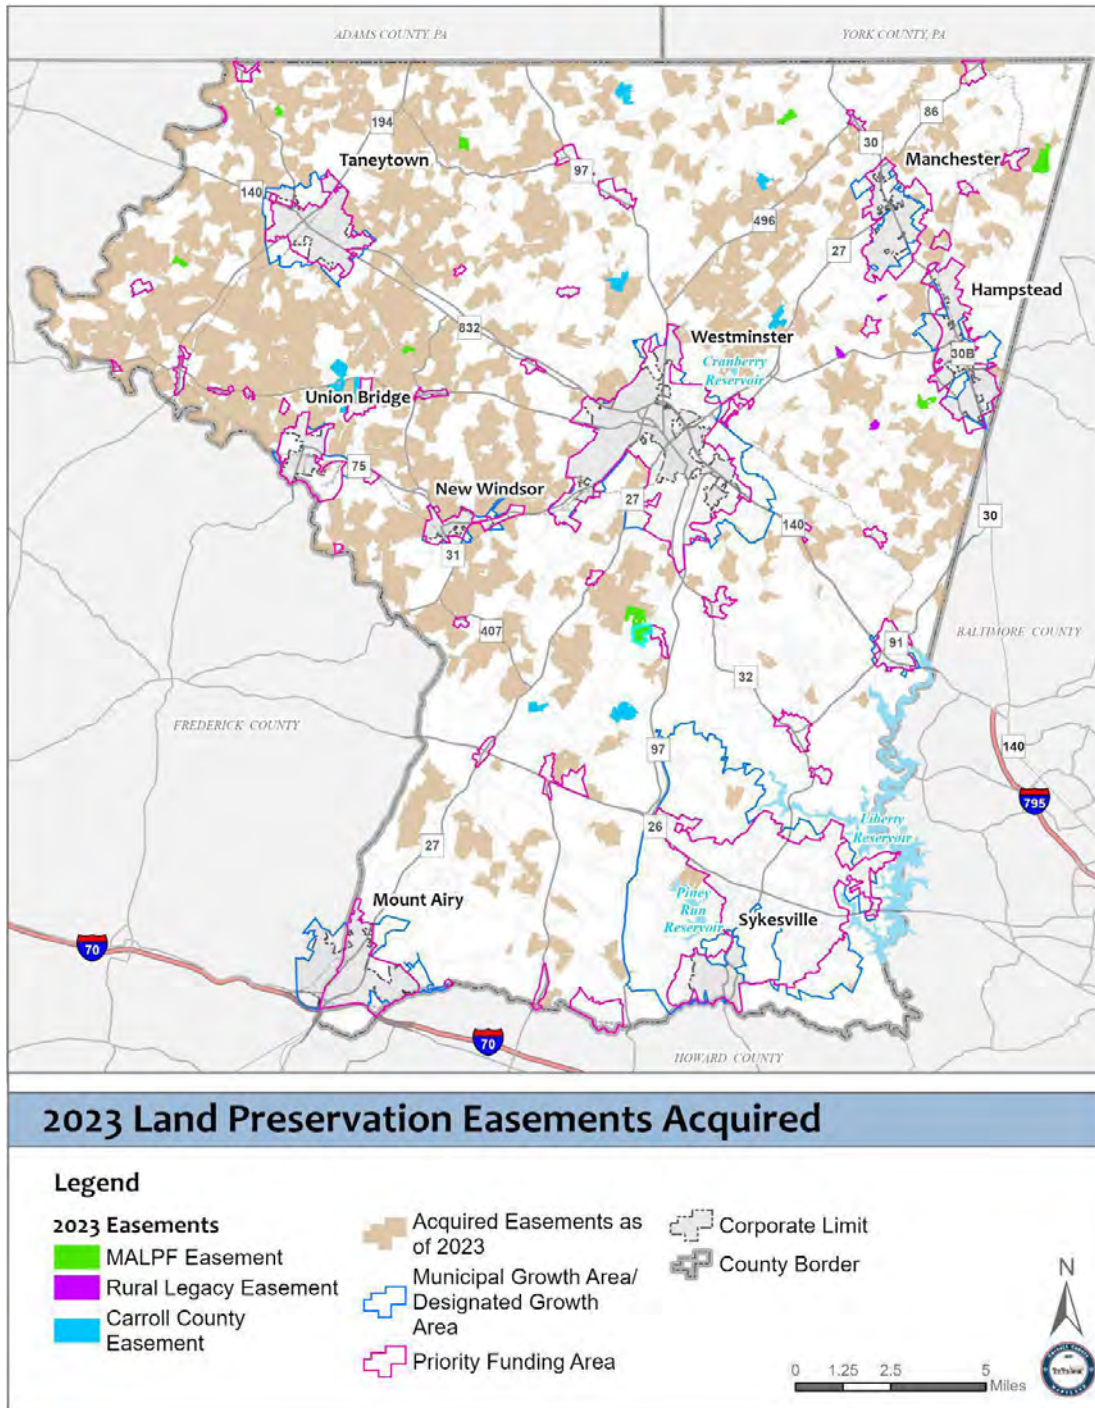 ADAMS COUNTY, PA
YORK COUNTY, PA
86
194
30
Taneytown
Manchester
97
140
496
27
Hampstead
832
Westminster
Cranberry
Reservoir
30B
Union Bridge
75
New Windsor
27
30
140
31
407
91
BALTIMORE COUNTY
32
FREDERICK COUNTY
97
140
795
26
Liberty
Reservoir
27
Mount Airy
Piney
Run
Reservoir
Sykesville
70
70
HOWARD COUNTY
2023 Land Preservation Easements Acquired
Legend
2023 Easements
MALPF Easement
Rural Legacy Easement
Carroll County
Easement
Acquired Easements as
of 2023
Municipal Growth Area/
Designated Growth
Area
Priority Funding Area
Corporate Limit
County Border
N
0 1.25 2.5 5
Miles